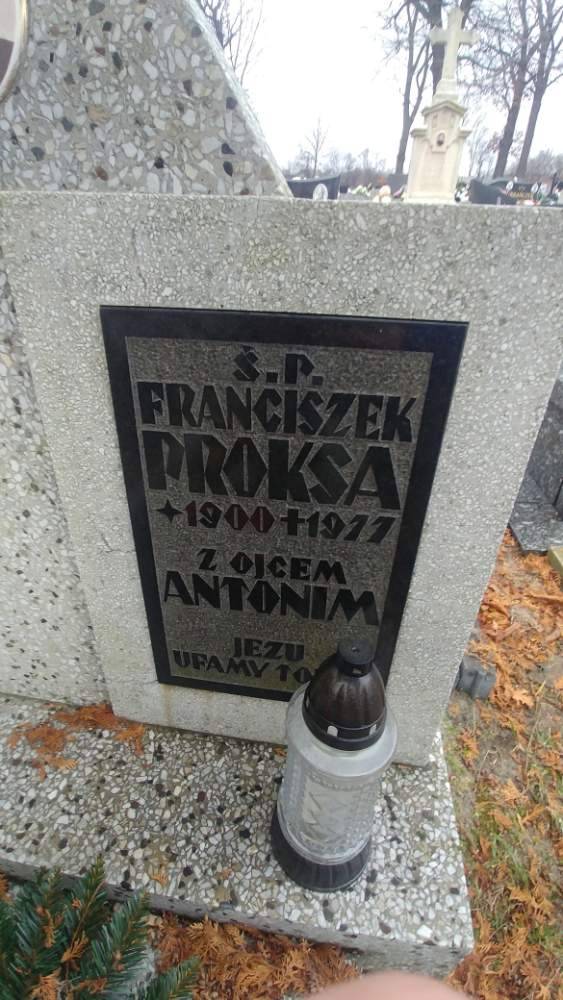 Ś.P.
FRANCISZEK
PROKSA
✦1900 ✝1977
Z OJCEM
ANTONIM
JEZU
UFAMY